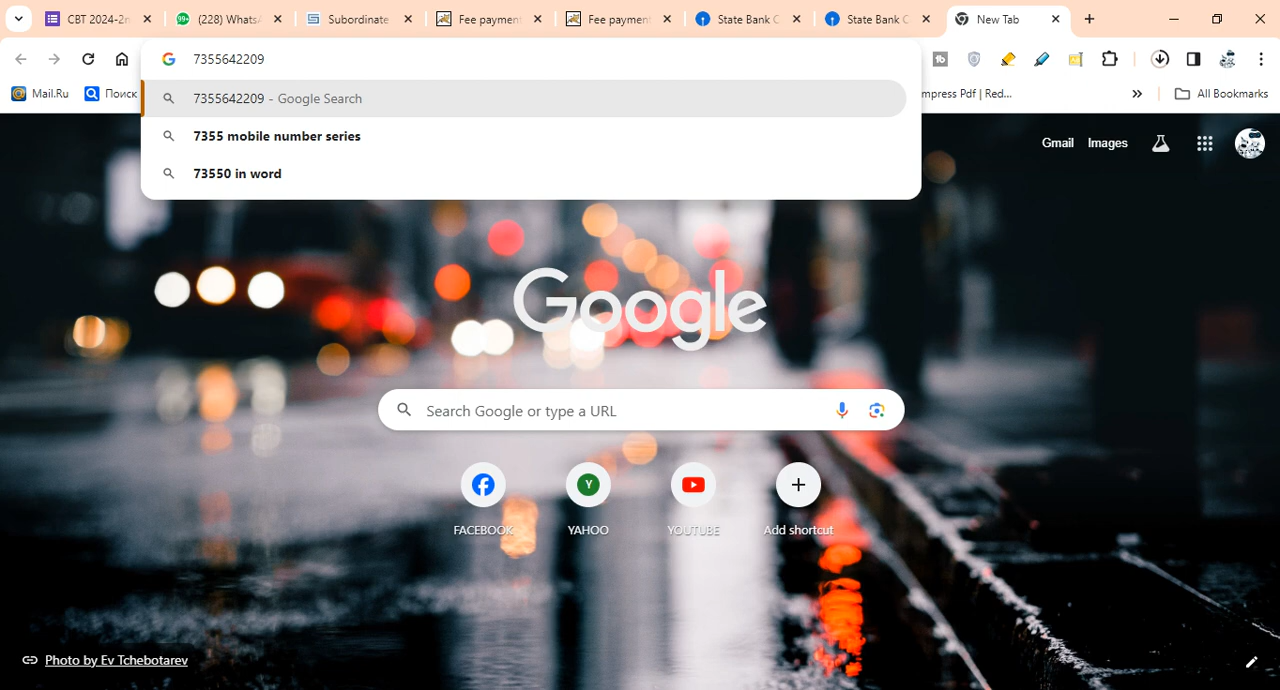 CBT 2024-2
(228) Whats
Subordinate
Fee payment
Fee payment
State Bank
State Bank
New Tab
7355642209
Mail.Ru
Поиск
mpress Pdf | Red...
All Bookmarks
7355642209 - Google Search
7355 mobile number series
73550 in word
Gmail
Images
Google
Search Google or type a URL
Y
FACEBOOK
YAHOO
YOUTUBE
Add shortcut
Photo by Ev Tchebotarev